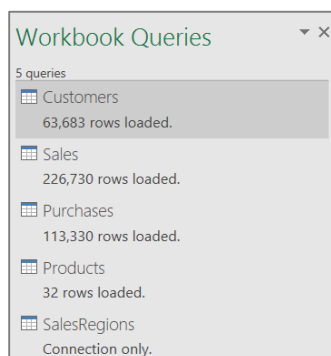 Workbook Queries
5 queries
Customers
63,683 rows loaded.
Sales
226,730 rows loaded.
Purchases
113,330 rows loaded.
Products
32 rows loaded.
SalesRegions
Connection only.